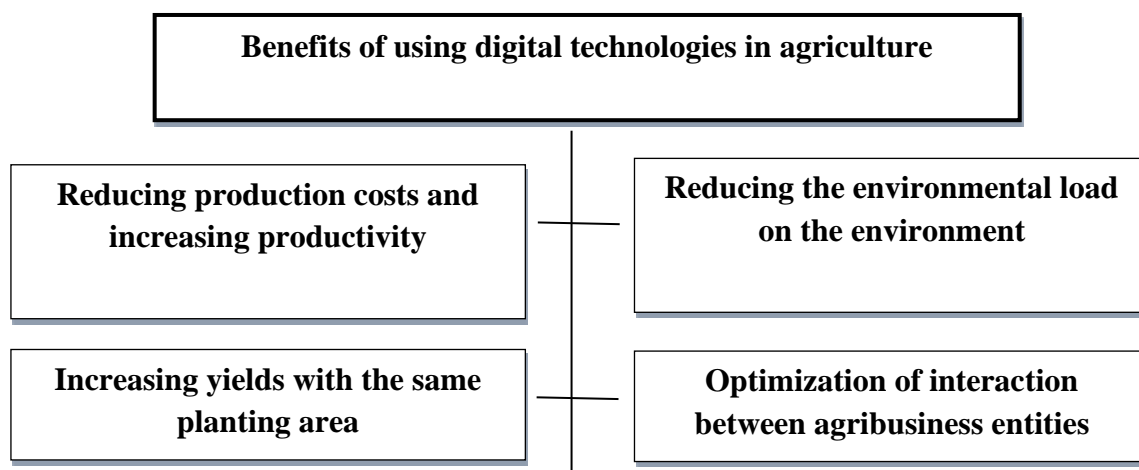 Benefits of using digital technologies in agriculture
Reducing production costs and
increasing productivity
Reducing the environmental load
on the environment
Increasing yields with the same
planting area
Optimization of interaction
between agribusiness entities